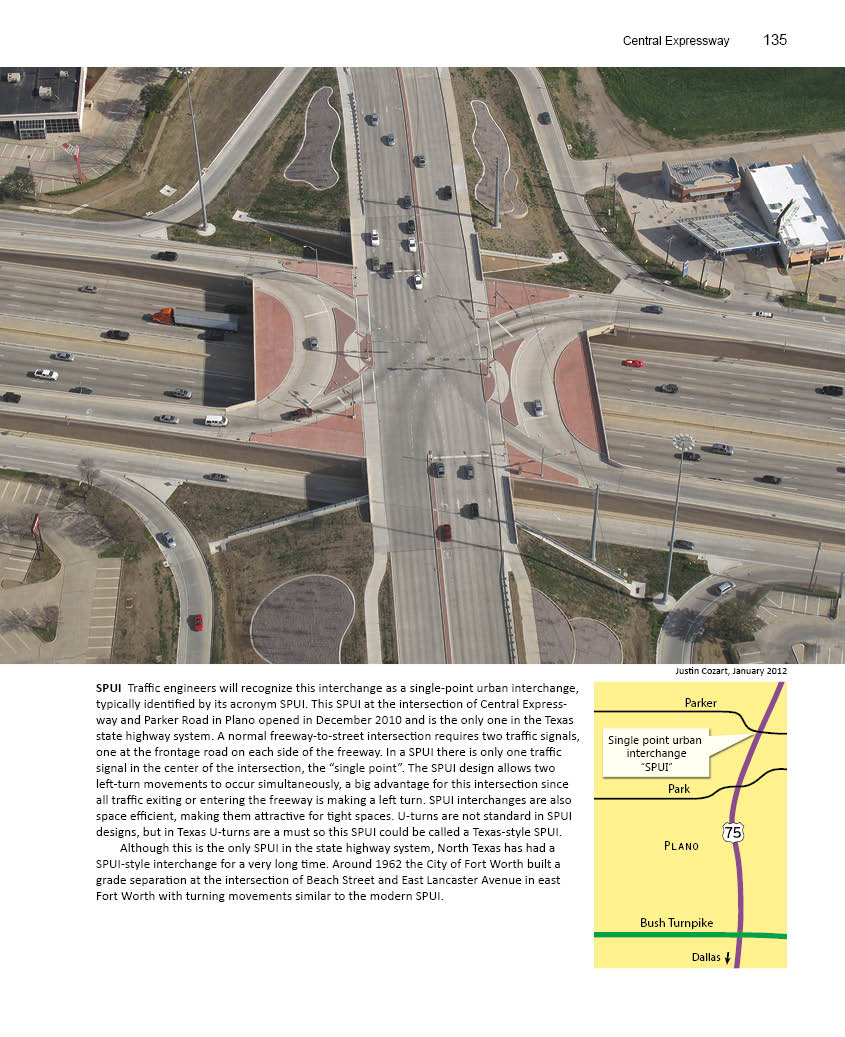 Central Expressway 135
Justin Cozart, January 2012
SPUI Traffic engineers will recognize this interchange as a single-point urban interchange,
typically identified by its acronym SPUI. This SPUI at the intersection of Central Express-
way and Parker Road in Plano opened in December 2010 and is the only one in the Texas
state highway system. A normal freeway-to-street intersection requires two traffic signals,
one at the frontage road on each side of the freeway. In a SPUI there is only one traffic
signal in the center of the intersection, the “single point”. The SPUI design allows two
left-turn movements to occur simultaneously, a big advantage for this intersection since
all traffic exiting or entering the freeway is making a left turn. SPUI interchanges are also
space efficient, making them attractive for tight spaces. U-turns are not standard in SPUI
designs, but in Texas U-turns are a must so this SPUI could be called a Texas-style SPUI.
Although this is the only SPUI in the state highway system, North Texas has had a
SPUI-style interchange for a very long time. Around 1962 the City of Fort Worth built a
grade separation at the intersection of Beach Street and East Lancaster Avenue in east
Fort Worth with turning movements similar to the modern SPUI.
Parker
Single point urban
interchange
“SPUI”
Park
75
PLANO
Bush Turnpike
Dallas